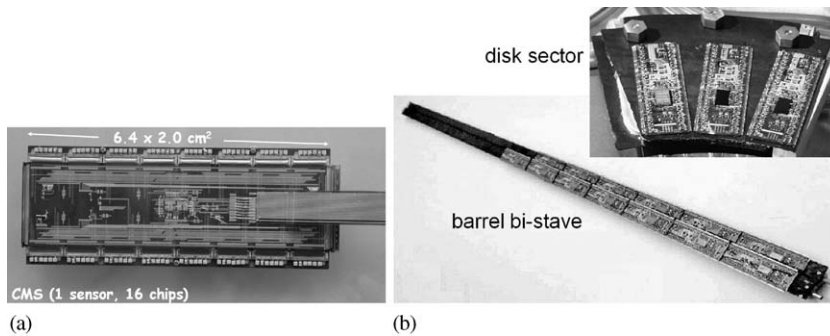 disk sector
6.4 x 2.0 cm²
barrel bi-stave
CMS (1 sensor, 16 chips)
(a)
(b)